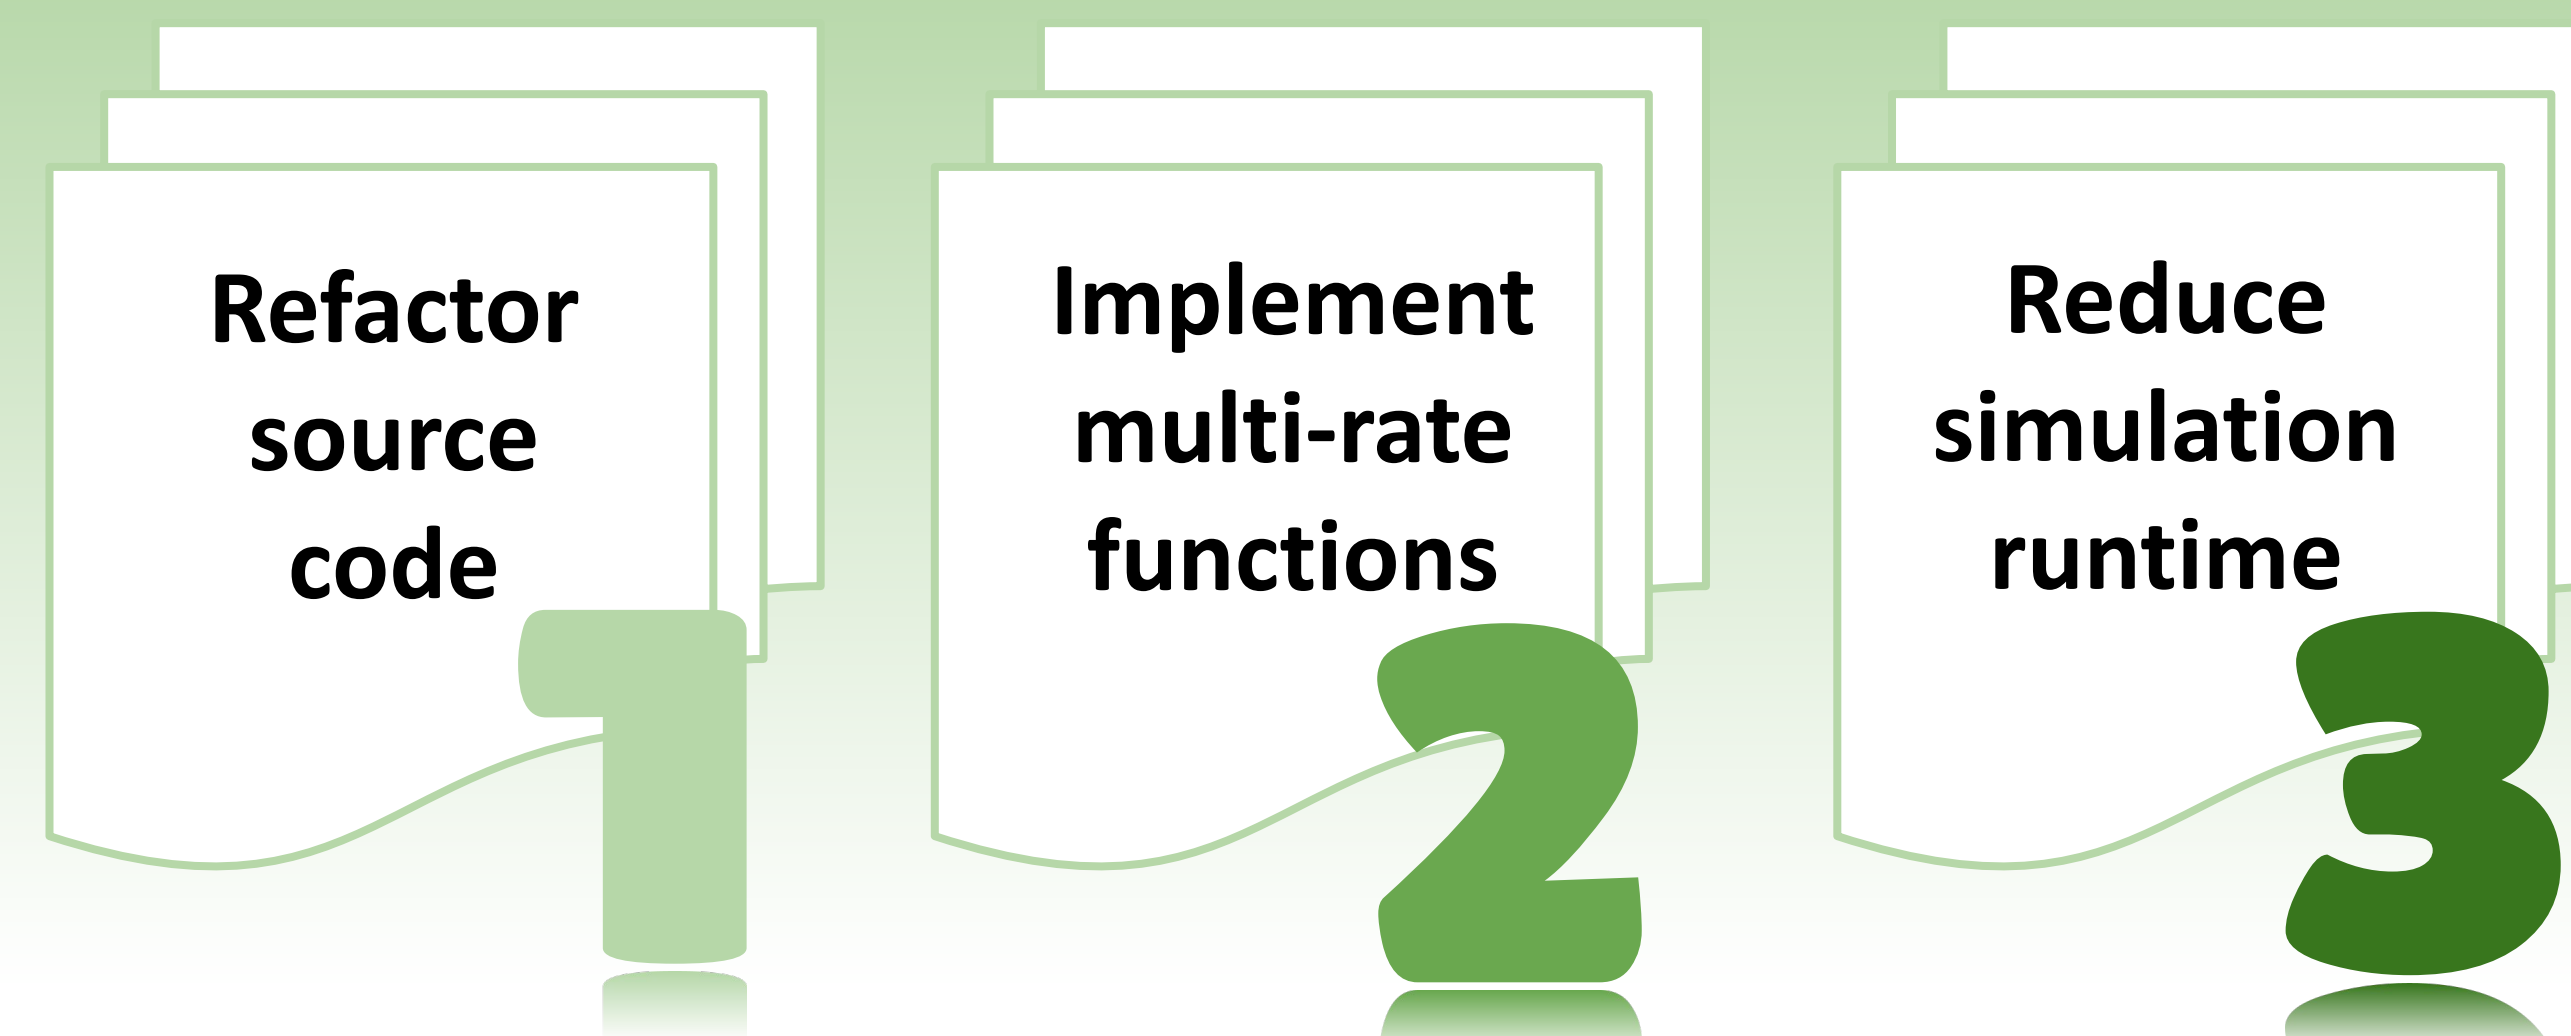 Refactor
source
code
1
Implement
multi-rate
functions
2
Reduce
simulation
runtime
3